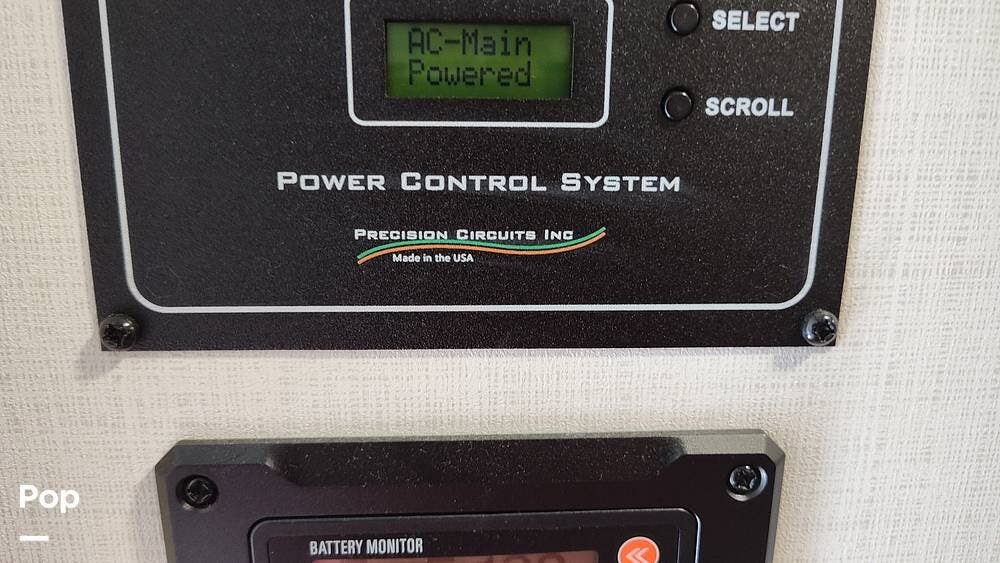 AC-Main
Powered
SELECT
SCROLL
POWER CONTROL SYSTEM
PRECISION CIRCUITS INC
Made in the USA
Pop
BATTERY MONITOR